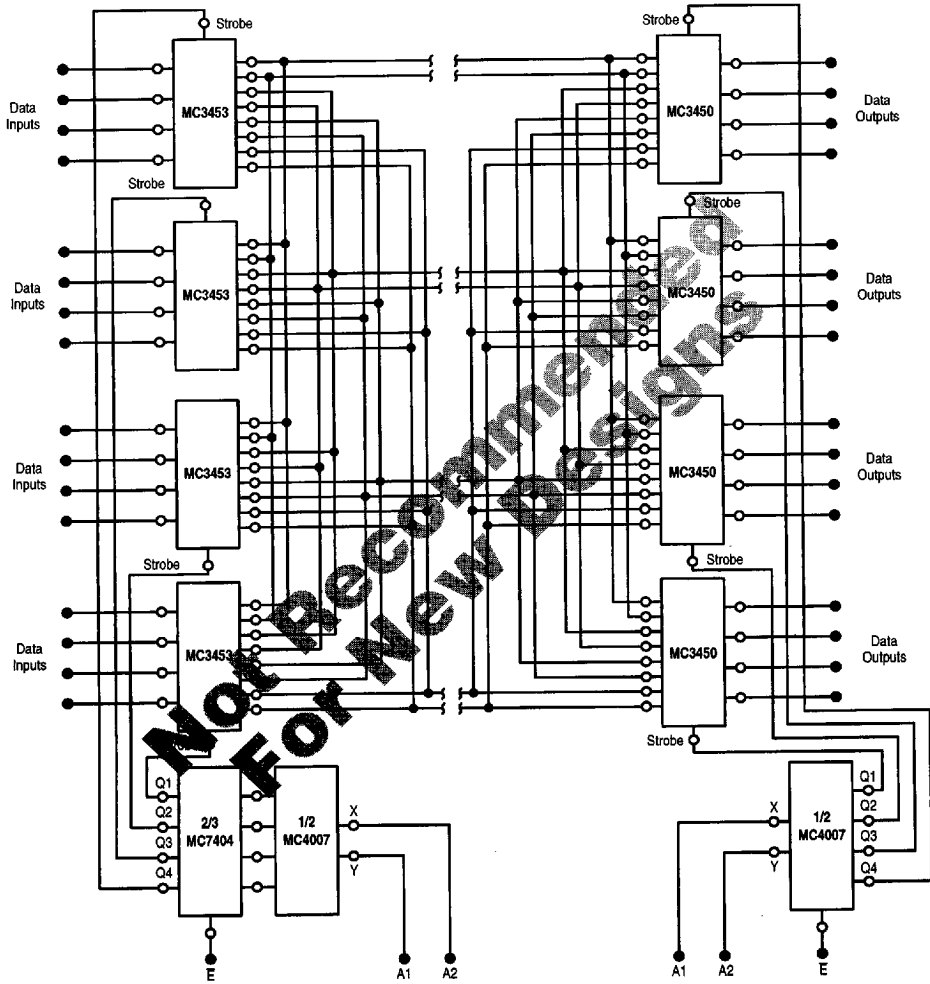 Strobe
Strobe
Data
Inputs
MC3453
MC3450
Data
Outputs
Strobe
Strobe
Data
Inputs
MC3453
MC3450
Data
Outputs
Data
Inputs
MC3453
MC3450
Data
Outputs
Strobe
Strobe
Data
Inputs
MC3453
MC3450
Data
Outputs
Strobe
Not Recommended
For New Designs
Q1
Q2
Q3
Q4
2/3
MC7404
1/2
MC4007
X
Y
X
Y
1/2
MC4007
Q1
Q2
Q3
Q4
E
A1
A2
A1
A2
E